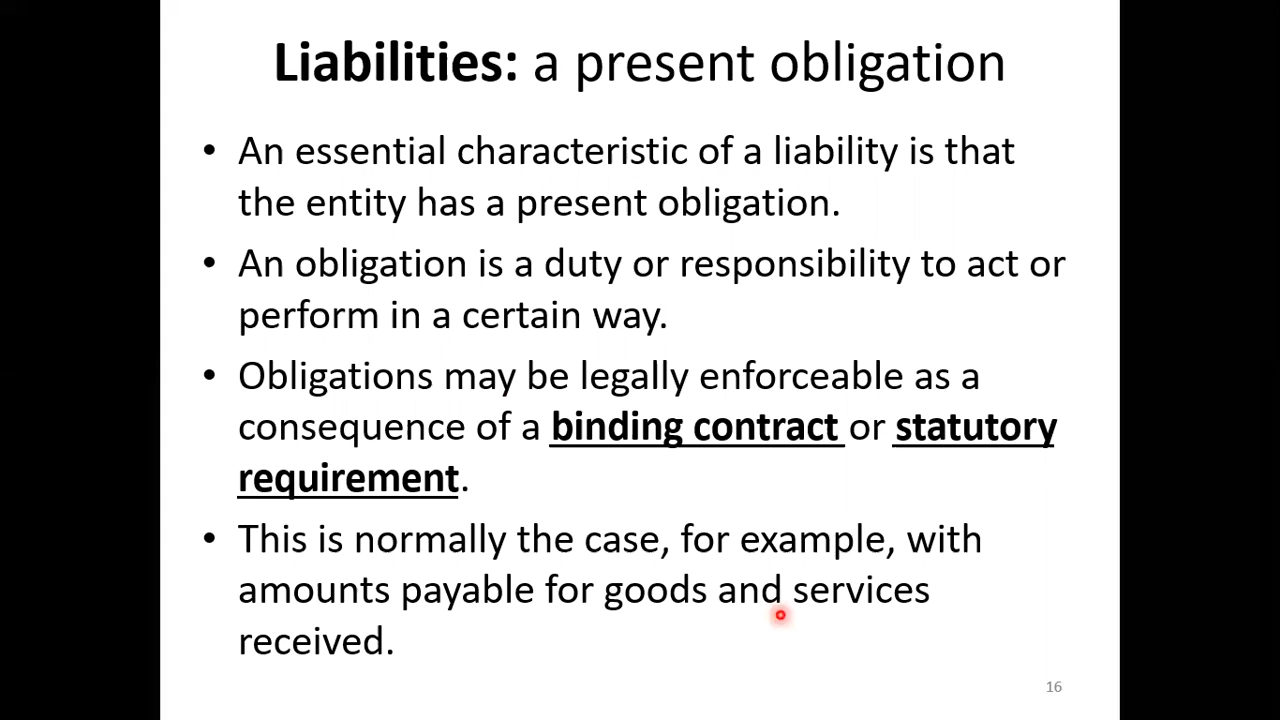 Liabilities: a present obligation
• An essential characteristic of a liability is that
the entity has a present obligation.
• An obligation is a duty or responsibility to act or
perform in a certain way.
• Obligations may be legally enforceable as a
consequence of a binding contract or statutory
requirement.
• This is normally the case, for example, with
amounts payable for goods and services
received.
16